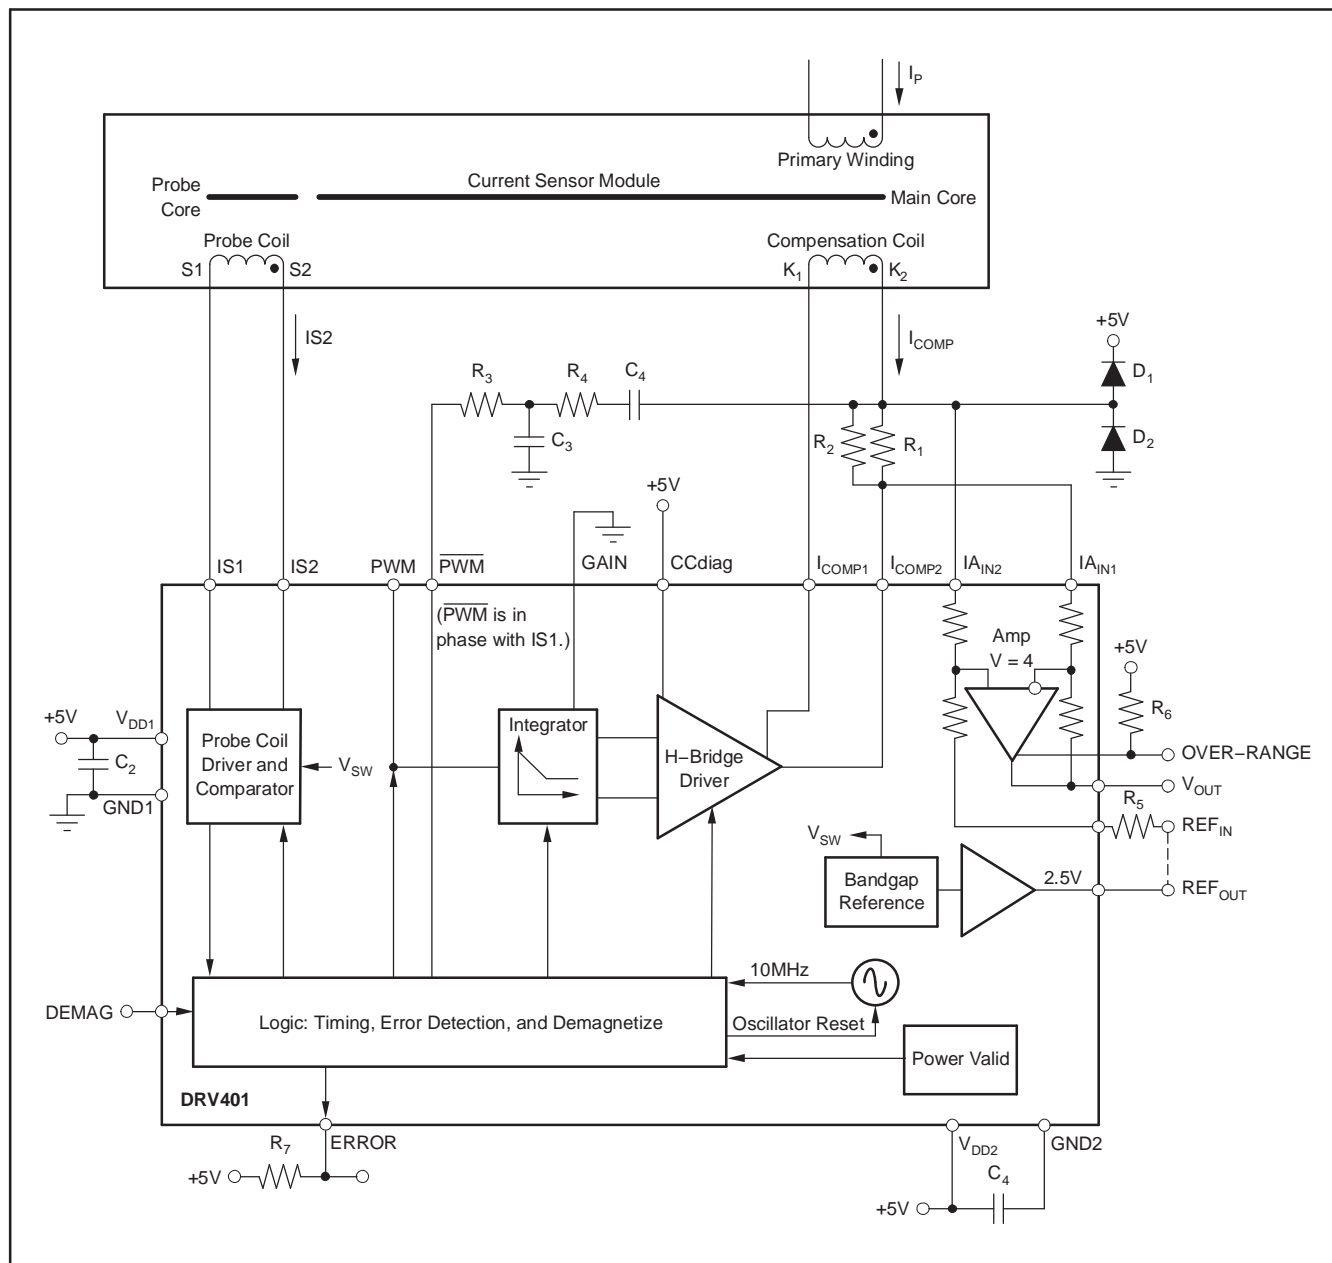 I_P
Primary Winding
Probe
Core
Current Sensor Module
Main Core
Probe Coil
Compensation Coil
S1
S2
K_1
K_2
IS2
I_COMP
+5V
D_1
D_2
R_3
R_4
C_4
C_3
R_2
R_1
+5V
IS1
IS2
PWM
P̅W̅M̅
GAIN
CCdiag
I_COMP1
I_COMP2
IA_IN2
IA_IN1
(P̅W̅M̅ is in
phase with IS1.)
Amp
V = 4
+5V
R_6
+5V
V_DD1
C_2
GND1
Probe Coil
Driver and
Comparator
V_SW
Integrator
H−Bridge
Driver
OVER−RANGE
V_OUT
R_5
REF_IN
V_SW
Bandgap
Reference
2.5V
REF_OUT
10MHz
DEMAG
Logic: Timing, Error Detection, and Demagnetize
Oscillator Reset
Power Valid
DRV401
R_7
ERROR
+5V
V_DD2
GND2
C_4
+5V